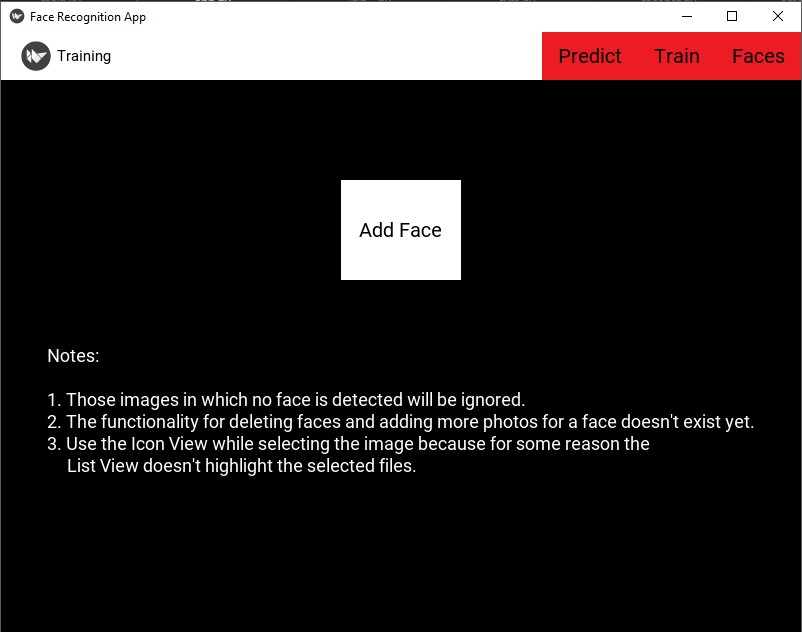 Face Recognition App
Training
Predict Train Faces
Add Face
Notes:
1. Those images in which no face is detected will be ignored.
2. The functionality for deleting faces and adding more photos for a face doesn't exist yet.
3. Use the Icon View while selecting the image because for some reason the
List View doesn't highlight the selected files.